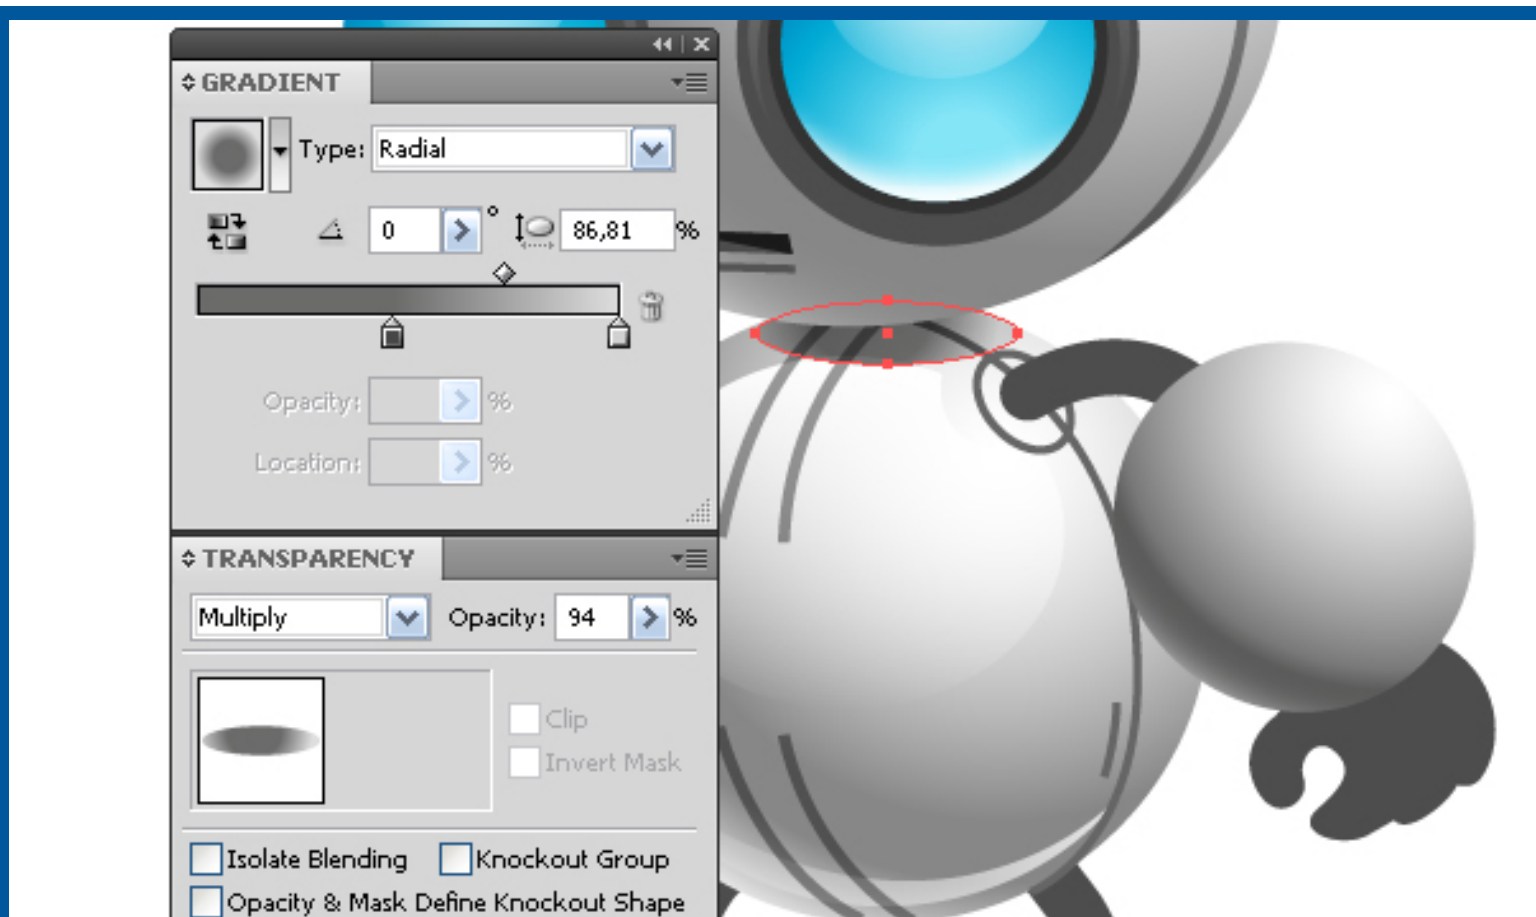 GRADIENT
Type: Radial
0 ° 86,81 %
Opacity: %
Location: %
TRANSPARENCY
Multiply Opacity: 94 %
Clip
Invert Mask
Isolate Blending Knockout Group
Opacity & Mask Define Knockout Shape